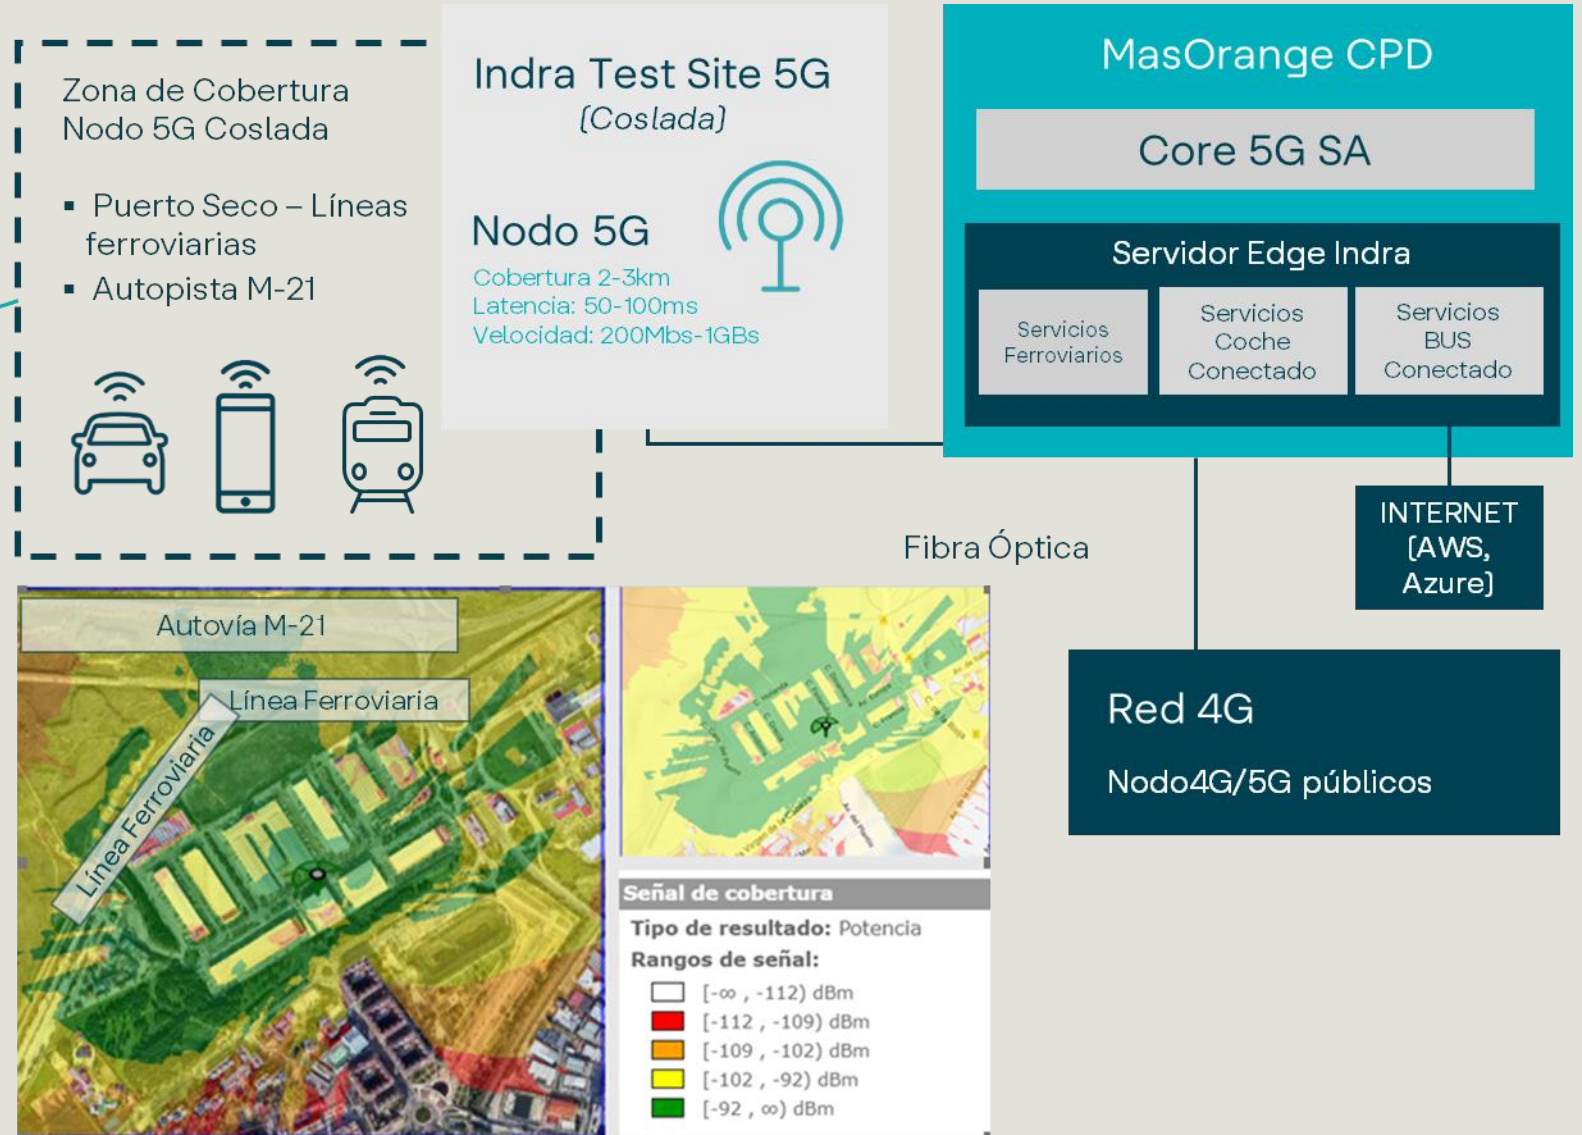 Zona de Cobertura
Nodo 5G Coslada
▪ Puerto Seco – Líneas
ferroviarias
▪ Autopista M-21
Indra Test Site 5G
(Coslada)
Nodo 5G
Cobertura 2-3km
Latencia: 50-100ms
Velocidad: 200Mbs-1GBs
MasOrange CPD
Core 5G SA
Servidor Edge Indra
Servicios
Ferroviarios
Servicios
Coche
Conectado
Servicios
BUS
Conectado
Fibra Óptica
INTERNET
(AWS,
Azure)
Red 4G
Nodo4G/5G públicos
Autovía M-21
Línea Ferroviaria
Línea Ferroviaria
Señal de cobertura
Tipo de resultado: Potencia
Rangos de señal:
[-∞ , -112) dBm
[-112 , -109) dBm
[-109 , -102) dBm
[-102 , -92) dBm
[-92 , ∞) dBm